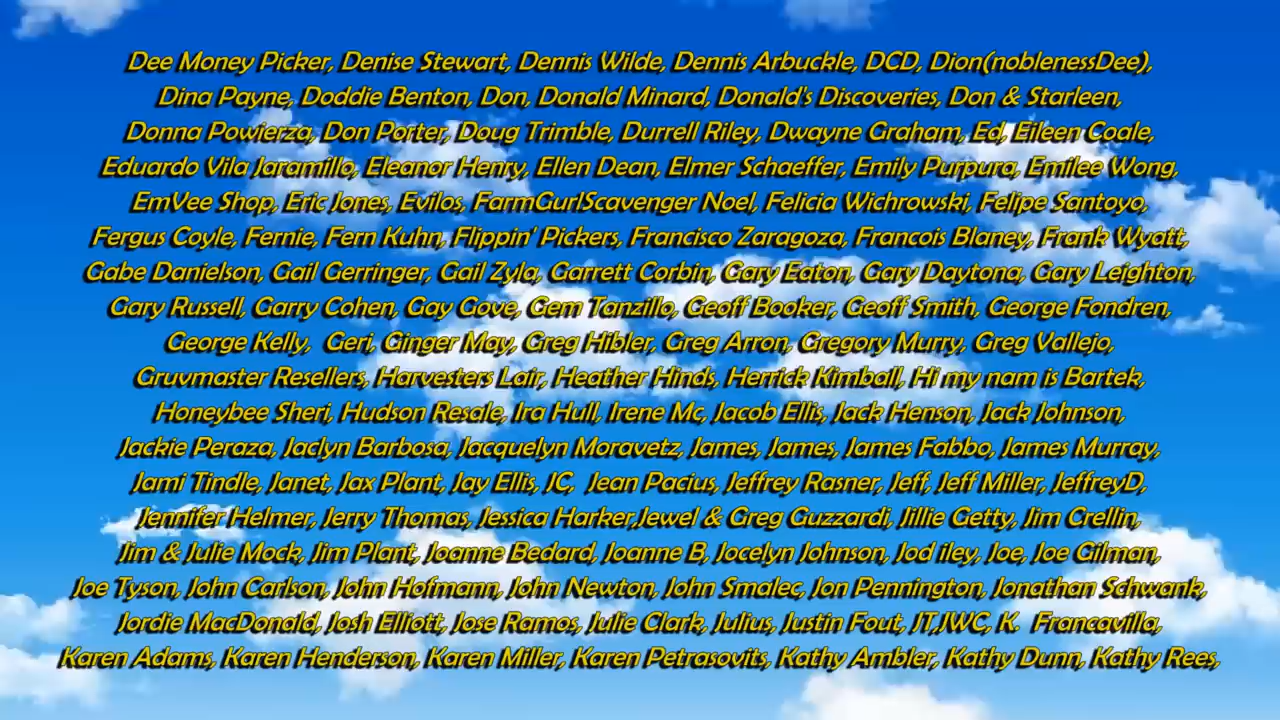 Dee Money Picker, Denise Stewart, Dennis Wilde, Dennis Arbuckle, DCD, Dion(noblenessDee),
Dina Payne, Doddie Benton, Don, Donald Minard, Donald's Discoveries, Don & Starleen,
Donna Powierza, Don Porter, Doug Trimble, Durrell Riley, Dwayne Graham, Ed, Eileen Coale,
Eduardo Vila Jaramillo, Eleanor Henry, Ellen Dean, Elmer Schaeffer, Emily Purpura, Emilee Wong,
EmVee Shop, Eric Jones, Evilos, FarmGurlScavenger Noel, Felicia Wichrowski, Felipe Santoyo,
Fergus Coyle, Fernie, Fern Kuhn, Flippin' Pickers, Francisco Zaragoza, Francois Blaney, Frank Wyatt,
Gabe Danielson, Gail Gerringer, Gail Zyla, Garrett Corbin, Gary Eaton, Gary Daytona, Gary Leighton,
Gary Russell, Garry Cohen, Gay Gove, Gem Tanzillo, Geoff Booker, Geoff Smith, George Fondren,
George Kelly,  Geri, Ginger May, Greg Hibler, Greg Arron, Gregory Murry, Greg Vallejo,
Gruvmaster Resellers, Harvesters Lair, Heather Hinds, Herrick Kimball, Hi my nam is Bartek,
Honeybee Sheri, Hudson Resale, Ira Hull, Irene Mc, Jacob Ellis, Jack Henson, Jack Johnson,
Jackie Peraza, Jaclyn Barbosa, Jacquelyn Moravetz, James, James, James Fabbo, James Murray,
Jami Tindle, Janet, Jax Plant, Jay Ellis, JC,  Jean Pacius, Jeffrey Rasner, Jeff, Jeff Miller, JeffreyD,
Jennifer Helmer, Jerry Thomas, Jessica Harker,Jewel & Greg Guzzardi, Jillie Getty, Jim Crellin,
Jim & Julie Mock, Jim Plant, Joanne Bedard, Joanne B, Jocelyn Johnson, Jod iley, Joe, Joe Gilman,
Joe Tyson, John Carlson, John Hofmann, John Newton, John Smalec, Jon Pennington, Jonathan Schwank,
Jordie MacDonald, Josh Elliott, Jose Ramos, Julie Clark, Julius, Justin Fout, JT,JWC, K.  Francavilla,
Karen Adams, Karen Henderson, Karen Miller, Karen Petrasovits, Kathy Ambler, Kathy Dunn, Kathy Rees,